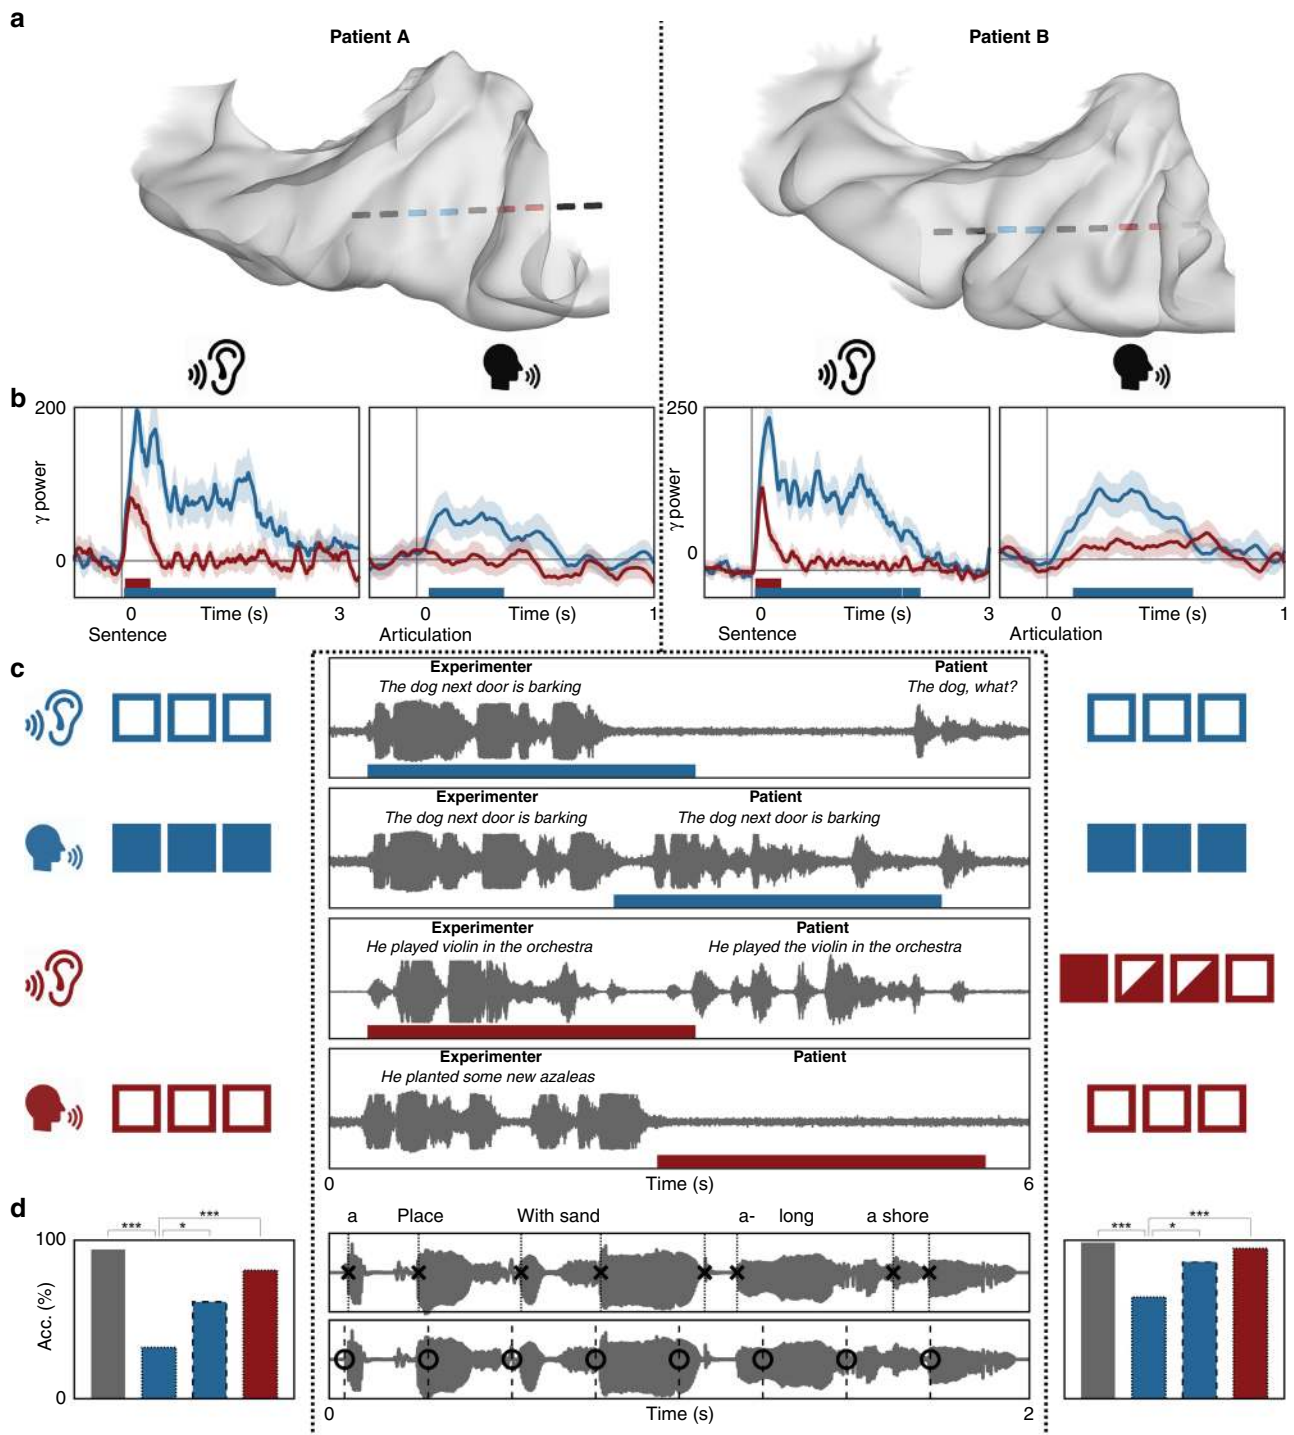 a
Patient A
Patient B
b
200
100
0
γ power
0
Time (s)
3
Sentence
0
Time (s)
1
Articulation
250
0
γ power
0
Time (s)
3
Sentence
0
Time (s)
1
Articulation
c
Experimenter
Patient
The dog next door is barking
The dog, what?
Experimenter
Patient
The dog next door is barking
The dog next door is barking
Experimenter
Patient
He played violin in the orchestra
He played the violin in the orchestra
Experimenter
Patient
He planted some new azaleas
0
Time (s)
6
d
***
***
*
100
0
Acc. (%)
a
Place
With sand
a-
long
a shore
0
Time (s)
2
***
***
*